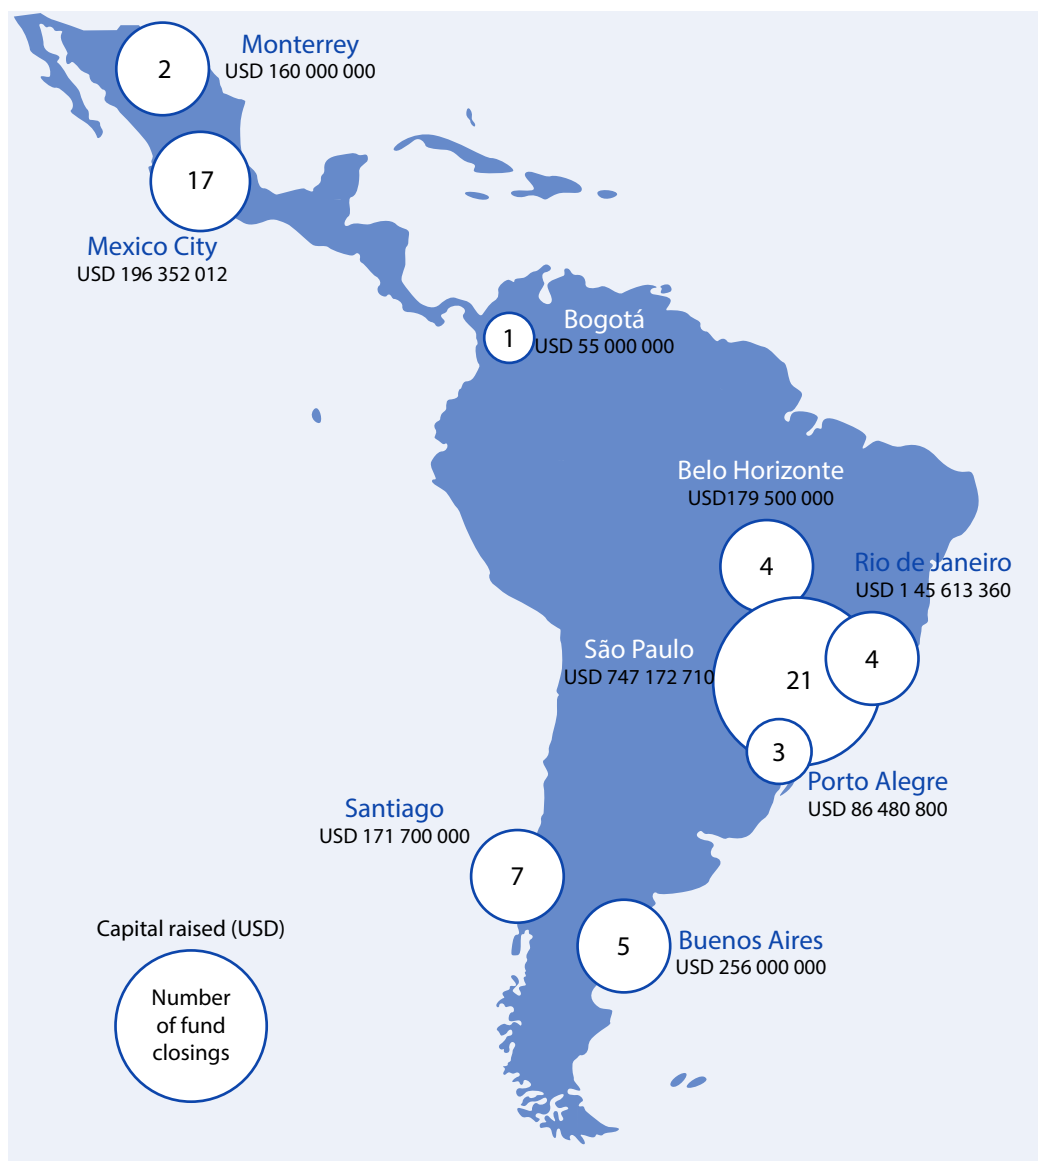 Monterrey
USD 160 000 000
2
17
Mexico City
USD 196 352 012
Bogotá
USD 55 000 000
1
Belo Horizonte
USD179 500 000
4
Rio de Janeiro
USD 1 45 613 360
4
São Paulo
USD 747 172 710
21
3
Porto Alegre
USD 86 480 800
Santiago
USD 171 700 000
7
5
Buenos Aires
USD 256 000 000
Capital raised (USD)
Number
of fund
closings